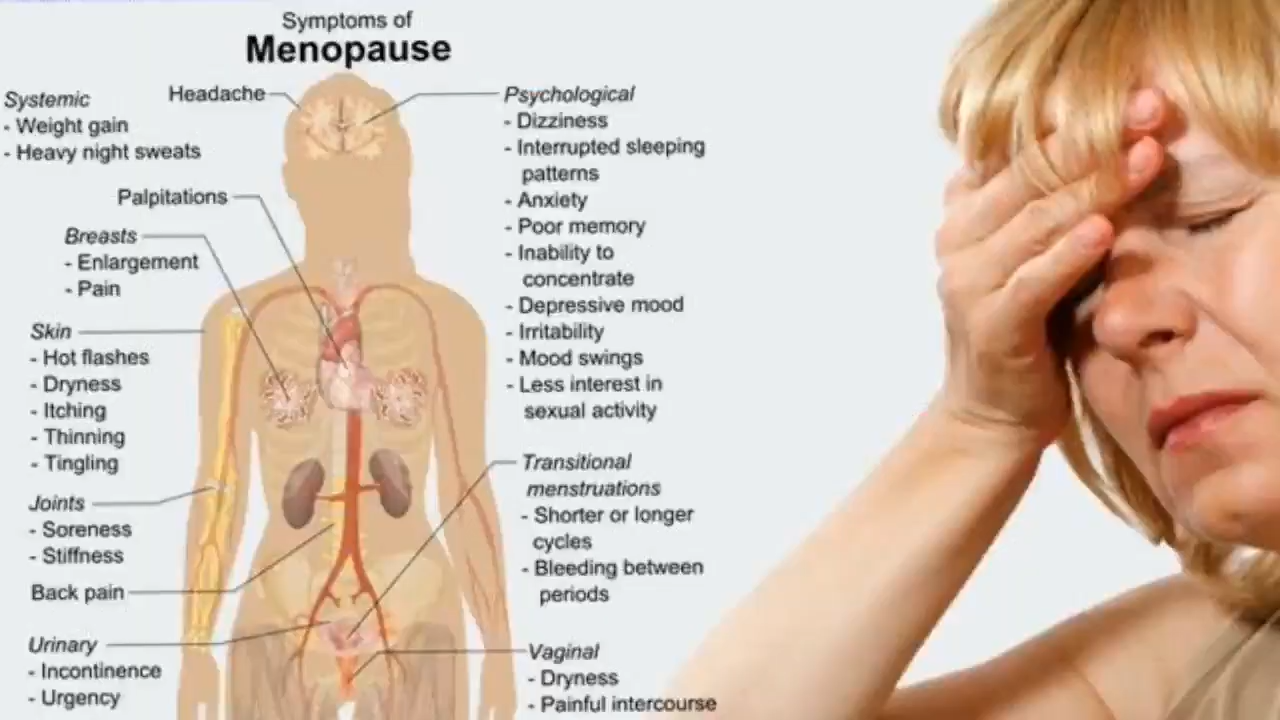 Symptoms of
Menopause
Systemic
- Weight gain
- Heavy night sweats
Headache
Palpitations
Breasts
- Enlargement
- Pain
Skin
- Hot flashes
- Dryness
- Itching
- Thinning
- Tingling
Joints
- Soreness
- Stiffness
Back pain
Urinary
- Incontinence
- Urgency
Psychological
- Dizziness
- Interrupted sleeping
patterns
- Anxiety
- Poor memory
- Inability to
concentrate
- Depressive mood
- Irritability
- Mood swings
- Less interest in
sexual activity
Transitional
menstruations
- Shorter or longer
cycles
- Bleeding between
periods
Vaginal
- Dryness
- Painful intercourse